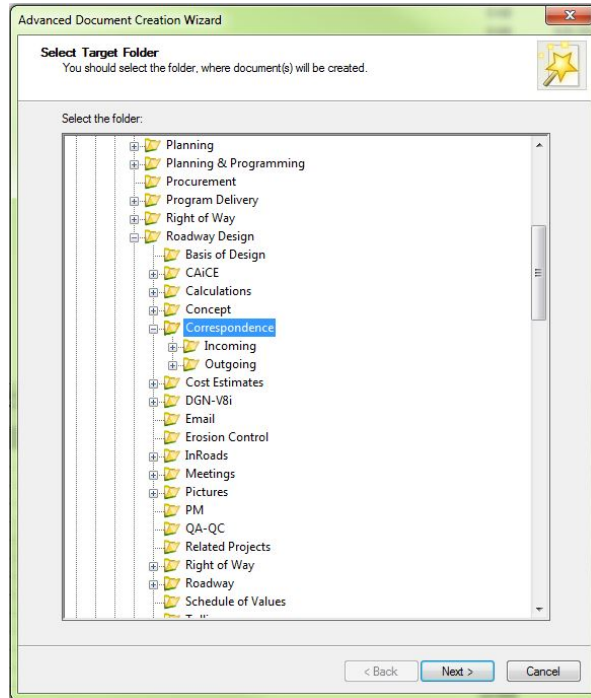 Advanced Document Creation Wizard
Select Target Folder
You should select the folder, where document(s) will be created.
Select the folder:
Planning
Planning & Programming
Procurement
Program Delivery
Right of Way
Roadway Design
Basis of Design
CAiCE
Calculations
Concept
Correspondence
Incoming
Outgoing
Cost Estimates
DGN-V8i
Email
Erosion Control
InRoads
Meetings
Pictures
PM
QA-QC
Related Projects
Right of Way
Roadway
Schedule of Values
< Back Next > Cancel